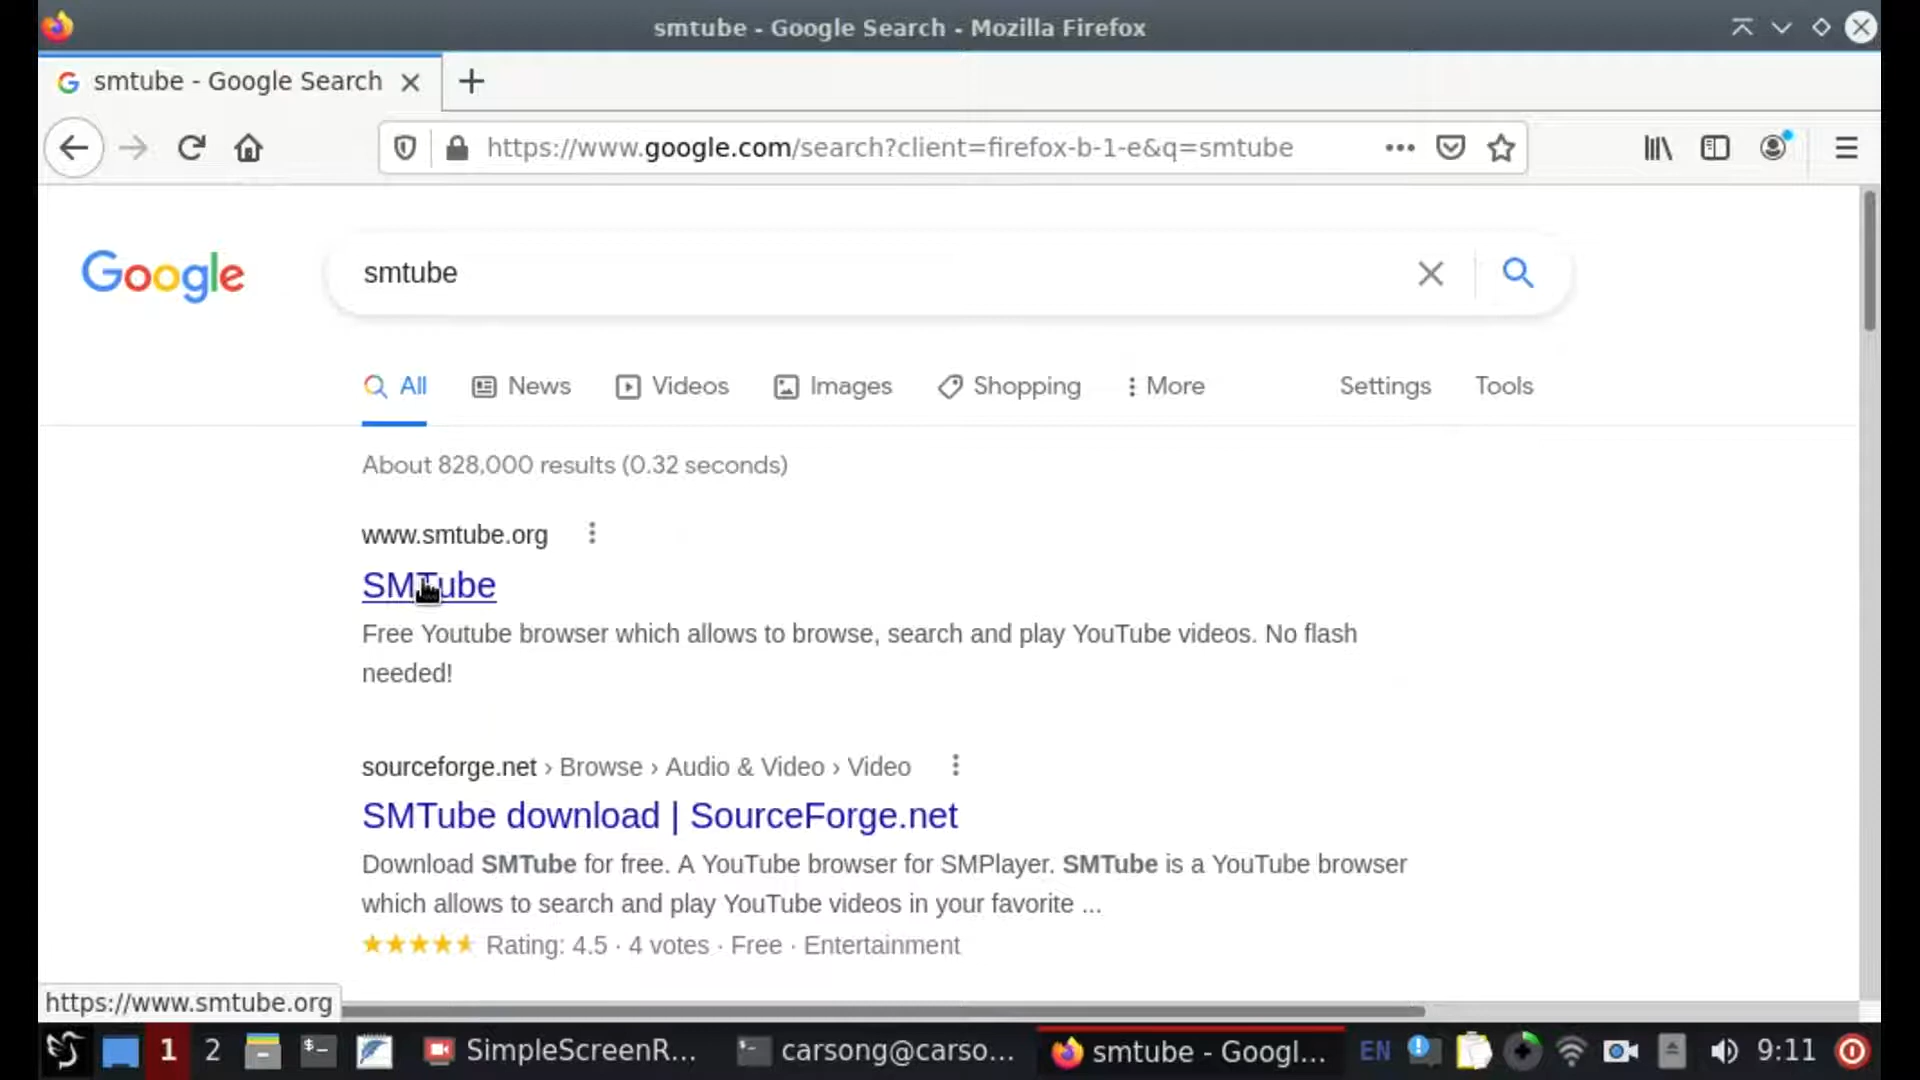 smtube - Google Search - Mozilla Firefox
smtube - Google Search
https://www.google.com/search?client=firefox-b-1-e&q=smtube
Google
smtube
All News Videos Images Shopping More Settings Tools
About 828,000 results (0.32 seconds)
www.smtube.org
SMTube
Free Youtube browser which allows to browse, search and play YouTube videos. No flash
needed!
sourceforge.net › Browse › Audio & Video › Video
SMTube download | SourceForge.net
Download SMTube for free. A YouTube browser for SMPlayer. SMTube is a YouTube browser
which allows to search and play YouTube videos in your favorite ...
Rating: 4.5 · 4 votes · Free · Entertainment
https://www.smtube.org
1 2 SimpleScreenR... carsong@carso... smtube - Googl... EN 9:11